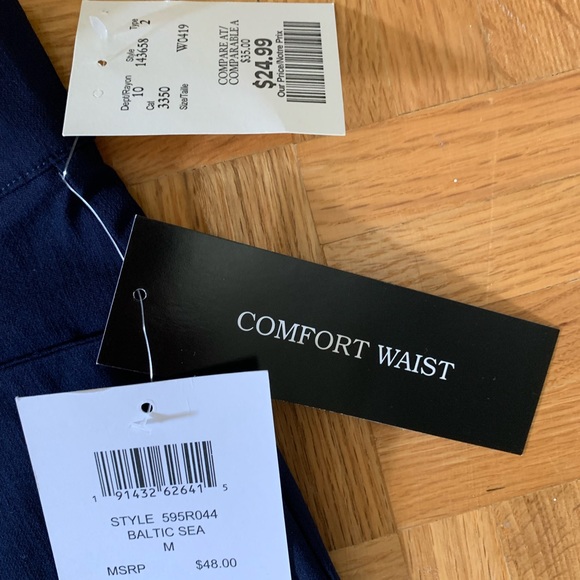 Dept/Rayon Style Type
10 143658 2
Cat
3350 W0419
Size/Taille
COMPARE AT/
COMPARABLE A
$35.00
$24.99
Our Price/Notre Prix
COMFORT WAIST
1 91432 62641 5
STYLE 595R044
BALTIC SEA
M
MSRP $48.00